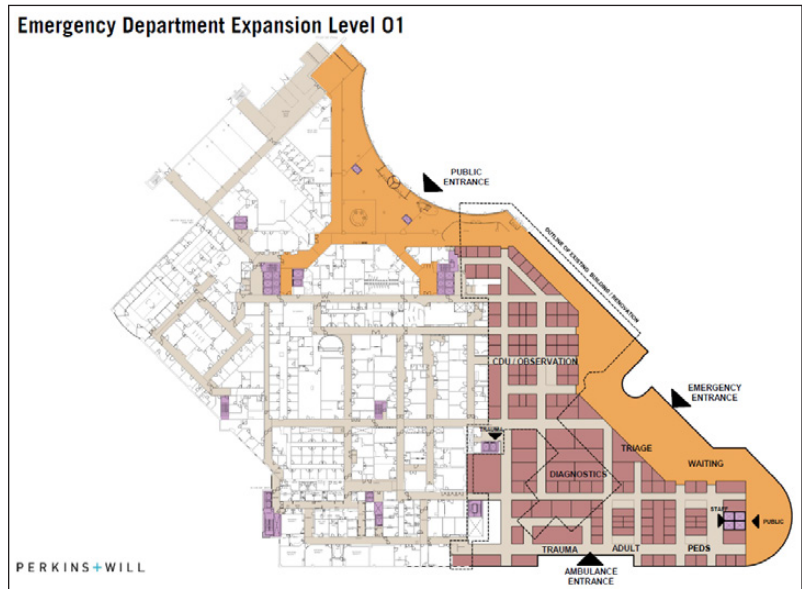 Emergency Department Expansion Level 01
PUBLIC
ENTRANCE
OUTLINE OF EXISTING BUILDING / RENOVATION
CDU / OBSERVATION
EMERGENCY
ENTRANCE
TRAUMA
TRIAGE
WAITING
DIAGNOSTICS
STAFF
PUBLIC
TRAUMA
ADULT
PEDS
AMBULANCE
ENTRANCE
PERKINS+WILL